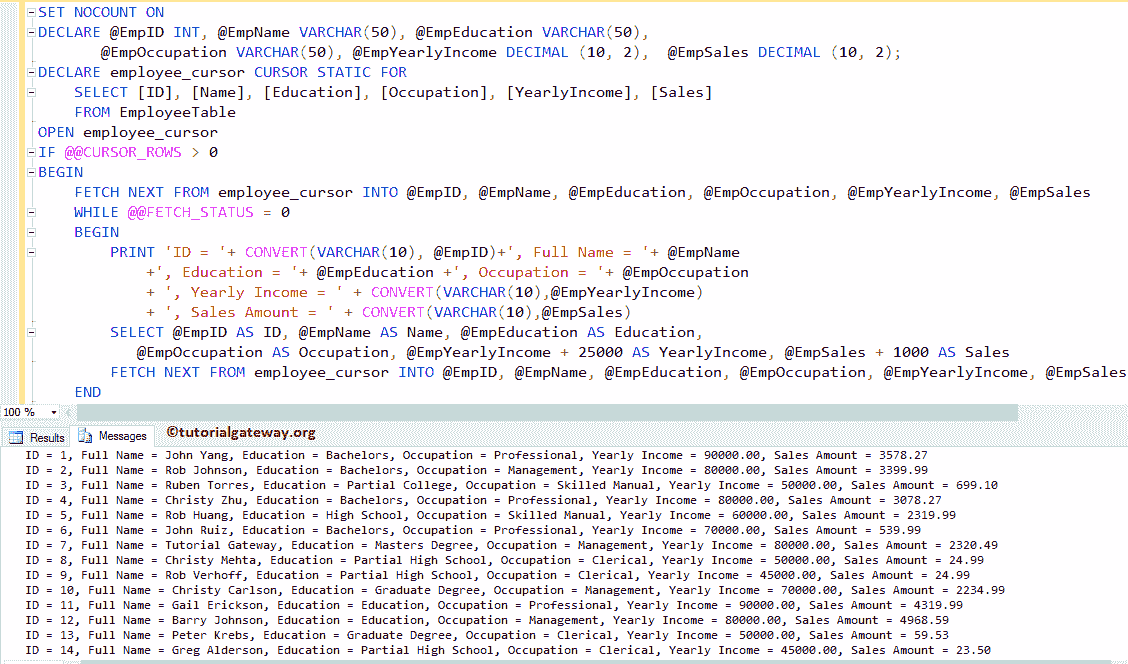 SET NOCOUNT ON
DECLARE @EmpID INT, @EmpName VARCHAR(50), @EmpEducation VARCHAR(50),
@EmpOccupation VARCHAR(50), @EmpYearlyIncome DECIMAL (10, 2), @EmpSales DECIMAL (10, 2);
DECLARE employee_cursor CURSOR STATIC FOR
SELECT [ID], [Name], [Education], [Occupation], [YearlyIncome], [Sales]
FROM EmployeeTable
OPEN employee_cursor
IF @@CURSOR_ROWS > 0
BEGIN
FETCH NEXT FROM employee_cursor INTO @EmpID, @EmpName, @EmpEducation, @EmpOccupation, @EmpYearlyIncome, @EmpSales
WHILE @@FETCH_STATUS = 0
BEGIN
PRINT 'ID = '+ CONVERT(VARCHAR(10), @EmpID)+', Full Name = '+ @EmpName
+', Education = '+ @EmpEducation +', Occupation = '+ @EmpOccupation
+ ', Yearly Income = ' + CONVERT(VARCHAR(10),@EmpYearlyIncome)
+ ', Sales Amount = ' + CONVERT(VARCHAR(10),@EmpSales)
SELECT @EmpID AS ID, @EmpName AS Name, @EmpEducation AS Education,
@EmpOccupation AS Occupation, @EmpYearlyIncome + 25000 AS YearlyIncome, @EmpSales + 1000 AS Sales
FETCH NEXT FROM employee_cursor INTO @EmpID, @EmpName, @EmpEducation, @EmpOccupation, @EmpYearlyIncome, @EmpSales
END
100 %
Results Messages ©tutorialgateway.org
ID = 1, Full Name = John Yang, Education = Bachelors, Occupation = Professional, Yearly Income = 90000.00, Sales Amount = 3578.27
ID = 2, Full Name = Rob Johnson, Education = Bachelors, Occupation = Management, Yearly Income = 80000.00, Sales Amount = 3399.99
ID = 3, Full Name = Ruben Torres, Education = Partial College, Occupation = Skilled Manual, Yearly Income = 50000.00, Sales Amount = 699.10
ID = 4, Full Name = Christy Zhu, Education = Bachelors, Occupation = Professional, Yearly Income = 80000.00, Sales Amount = 3078.27
ID = 5, Full Name = Rob Huang, Education = High School, Occupation = Skilled Manual, Yearly Income = 60000.00, Sales Amount = 2319.99
ID = 6, Full Name = John Ruiz, Education = Bachelors, Occupation = Professional, Yearly Income = 70000.00, Sales Amount = 539.99
ID = 7, Full Name = Tutorial Gateway, Education = Masters Degree, Occupation = Management, Yearly Income = 80000.00, Sales Amount = 2320.49
ID = 8, Full Name = Christy Mehta, Education = Partial High School, Occupation = Clerical, Yearly Income = 50000.00, Sales Amount = 24.99
ID = 9, Full Name = Rob Verhoff, Education = Partial High School, Occupation = Clerical, Yearly Income = 45000.00, Sales Amount = 24.99
ID = 10, Full Name = Christy Carlson, Education = Graduate Degree, Occupation = Management, Yearly Income = 70000.00, Sales Amount = 2234.99
ID = 11, Full Name = Gail Erickson, Education = Education, Occupation = Professional, Yearly Income = 90000.00, Sales Amount = 4319.99
ID = 12, Full Name = Barry Johnson, Education = Education, Occupation = Management, Yearly Income = 80000.00, Sales Amount = 4968.59
ID = 13, Full Name = Peter Krebs, Education = Graduate Degree, Occupation = Clerical, Yearly Income = 50000.00, Sales Amount = 59.53
ID = 14, Full Name = Greg Alderson, Education = Partial High School, Occupation = Clerical, Yearly Income = 45000.00, Sales Amount = 23.50